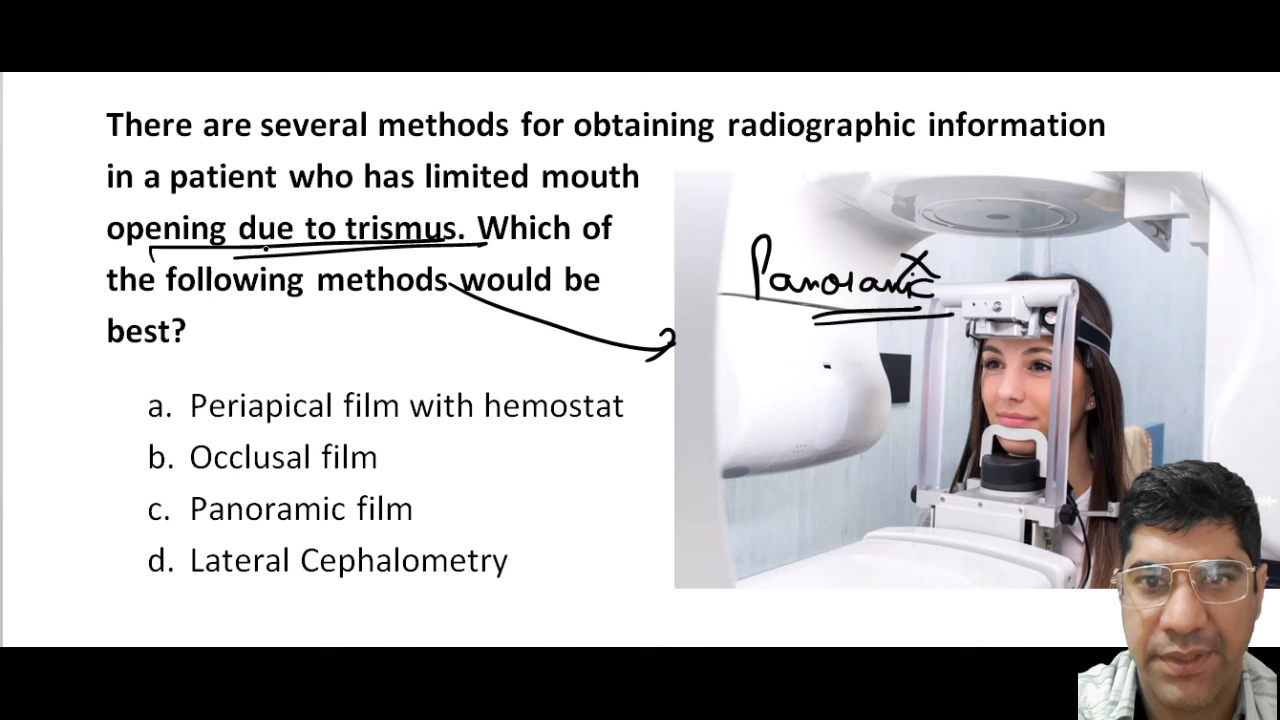 There are several methods for obtaining radiographic information
in a patient who has limited mouth
opening due to trismus. Which of
the following methods would be
best?
Panoramic
a. Periapical film with hemostat
b. Occlusal film
c. Panoramic film
d. Lateral Cephalometry